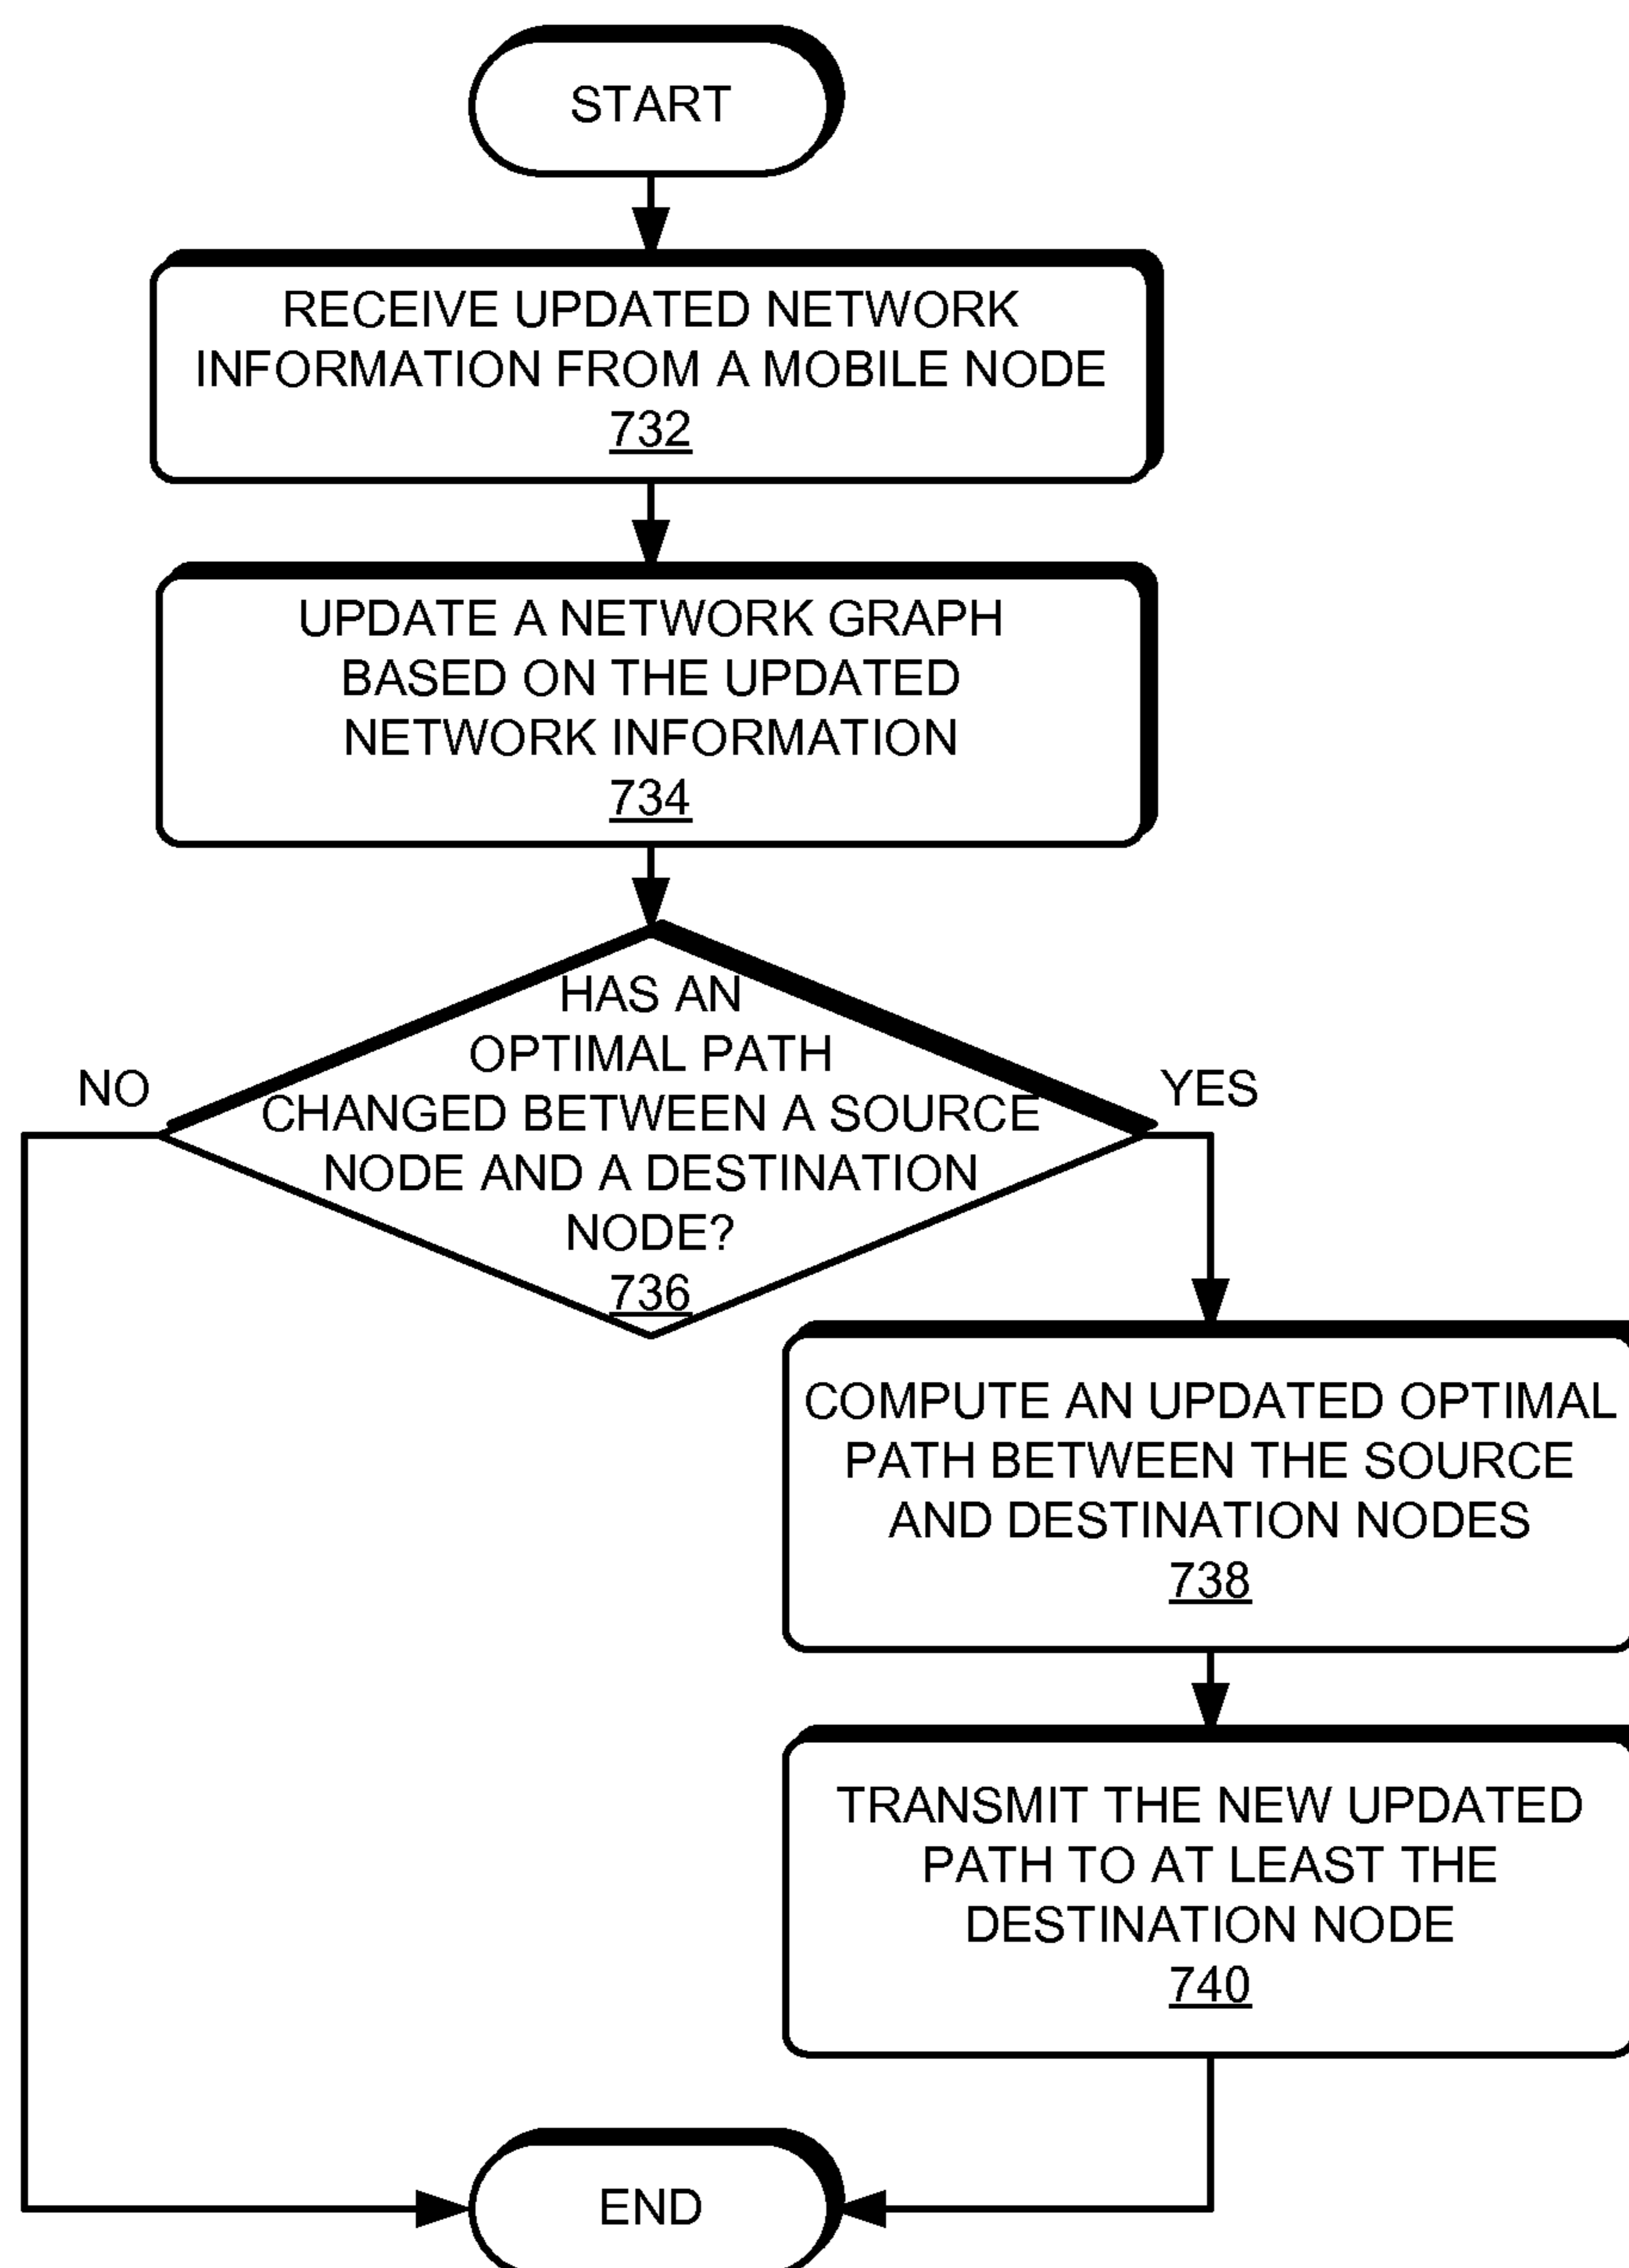 START
RECEIVE UPDATED NETWORK
INFORMATION FROM A MOBILE NODE
732
UPDATE A NETWORK GRAPH
BASED ON THE UPDATED
NETWORK INFORMATION
734
HAS AN
OPTIMAL PATH
CHANGED BETWEEN A SOURCE
NODE AND A DESTINATION
NODE?
736
NO
YES
COMPUTE AN UPDATED OPTIMAL
PATH BETWEEN THE SOURCE
AND DESTINATION NODES
738
TRANSMIT THE NEW UPDATED
PATH TO AT LEAST THE
DESTINATION NODE
740
END